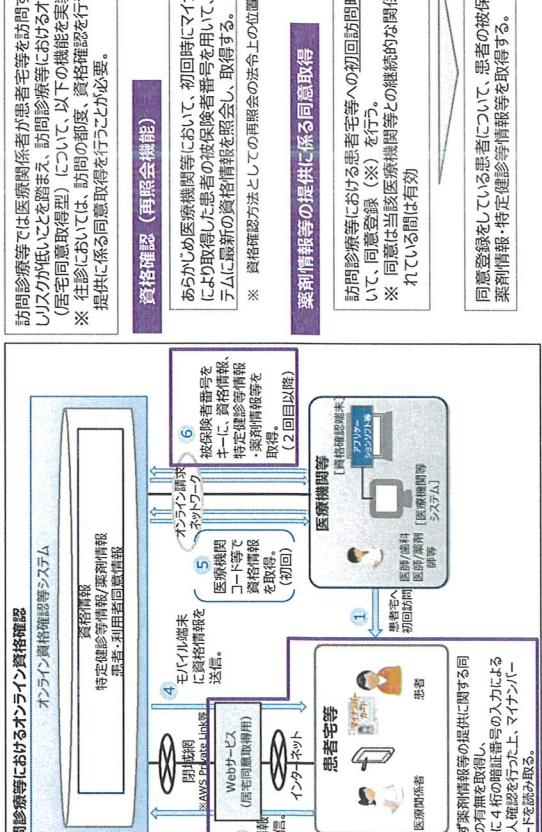 問診療等におけるオンライン資格確認
オンライン資格確認等システム
資格情報
特定健診等情報/薬剤情報
患者・利用者同意情報
閉域網
※AWS Private Link等
④
モバイル端末
に資格情報を
送信。
オンライン請求
ネットワーク
⑤
医療機関
コード等で
資格情報
を取得。
(初回)
⑥
被保険者番号を
キーに、資格情報、
特定健診等情報
・薬剤情報等を
取得。
(2回目以降)
Webサービス
(居宅同意取得用)
インターネット
患者宅等
医療関係者
マイナンバー
カード
患者
①
患者宅へ
初回訪問
医療機関等
[資格確認端末]
アプリケー
ションソフト等
医師/歯科
医師/薬剤
師等
[医療機関等
システム]
薬剤情報等の提供に関する同
の有無を取得し、
に4桁の暗証番号の入力による
人確認を行った上、マイナンバー
ードを読み取る。
訪問診療等では医療関係者が患者宅等を訪問す
しリスクが低いことを踏まえ、訪問診療等におけるオ
(居宅同意取得型)について、以下の機能を実装
※ 往診においては、訪問の都度、資格確認を行
提供に係る同意取得を行うことが必要。
資格確認(再照会機能)
あらかじめ医療機関等において、初回時にマイナ
により取得した患者の被保険者番号を用いて、
テムに最新の資格情報を照会し、取得する。
※ 資格確認方法としての再照会の法令上の位置
薬剤情報等の提供に係る同意取得
訪問診療等における患者宅等への初回訪問時
いて、同意登録(※)を行う。
※ 同意は当該医療機関等との継続的な関係
れている間は有効
同意登録をしている患者について、患者の被保
薬剤情報・特定健診等情報等を取得する。